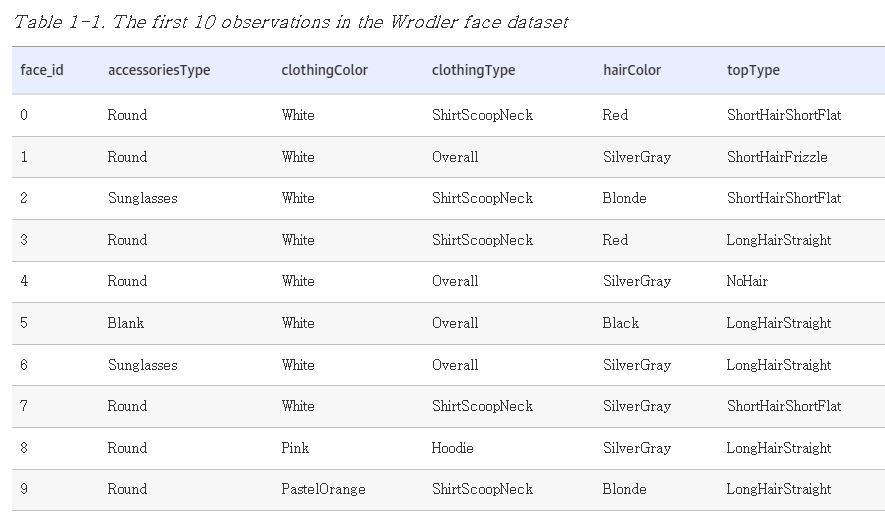 Table 1-1. The first 10 observations in the Wrodler face dataset
face_id accessoriesType clothingColor clothingType hairColor topType
0 Round White ShirtScoopNeck Red ShortHairShortFlat
1 Round White Overall SilverGray ShortHairFrizzle
2 Sunglasses White ShirtScoopNeck Blonde ShortHairShortFlat
3 Round White ShirtScoopNeck Red LongHairStraight
4 Round White Overall SilverGray NoHair
5 Blank White Overall Black LongHairStraight
6 Sunglasses White Overall SilverGray LongHairStraight
7 Round White ShirtScoopNeck SilverGray ShortHairShortFlat
8 Round Pink Hoodie SilverGray LongHairStraight
9 Round PastelOrange ShirtScoopNeck Blonde LongHairStraight